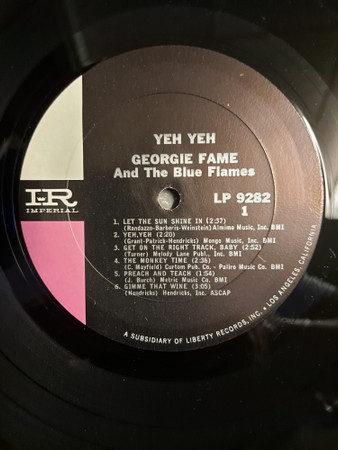 YEH YEH
GEORGIE FAME
And The Blue Flames
LP 9282
1
IR
IMPERIAL
1. LET THE SUN SHINE IN (2:37)
(Randazzo-Barberis-Weinstein) Almimo Music, Inc. BMI
2. YEH,YEH (2:20)
(Grant-Patrick-Hendricks) Mongo Music, Inc. BMI
3. GET ON THE RIGHT TRACK, BABY (2:52)
(Turner) Melody Lane Publ., Inc. BMI
4. THE MONKEY TIME (2:36)
(C. Mayfield) Curtom Pub. Co. - Paliro Music Co. BMI
5. PREACH AND TEACH (1:54)
(J. Burch) Melric Music Co. BMI
6. GIMME THAT WINE (3:05)
(Hendricks) Hendricks, Inc. ASCAP
A SUBSIDIARY OF LIBERTY RECORDS, INC. • LOS ANGELES, CALIFORNIA